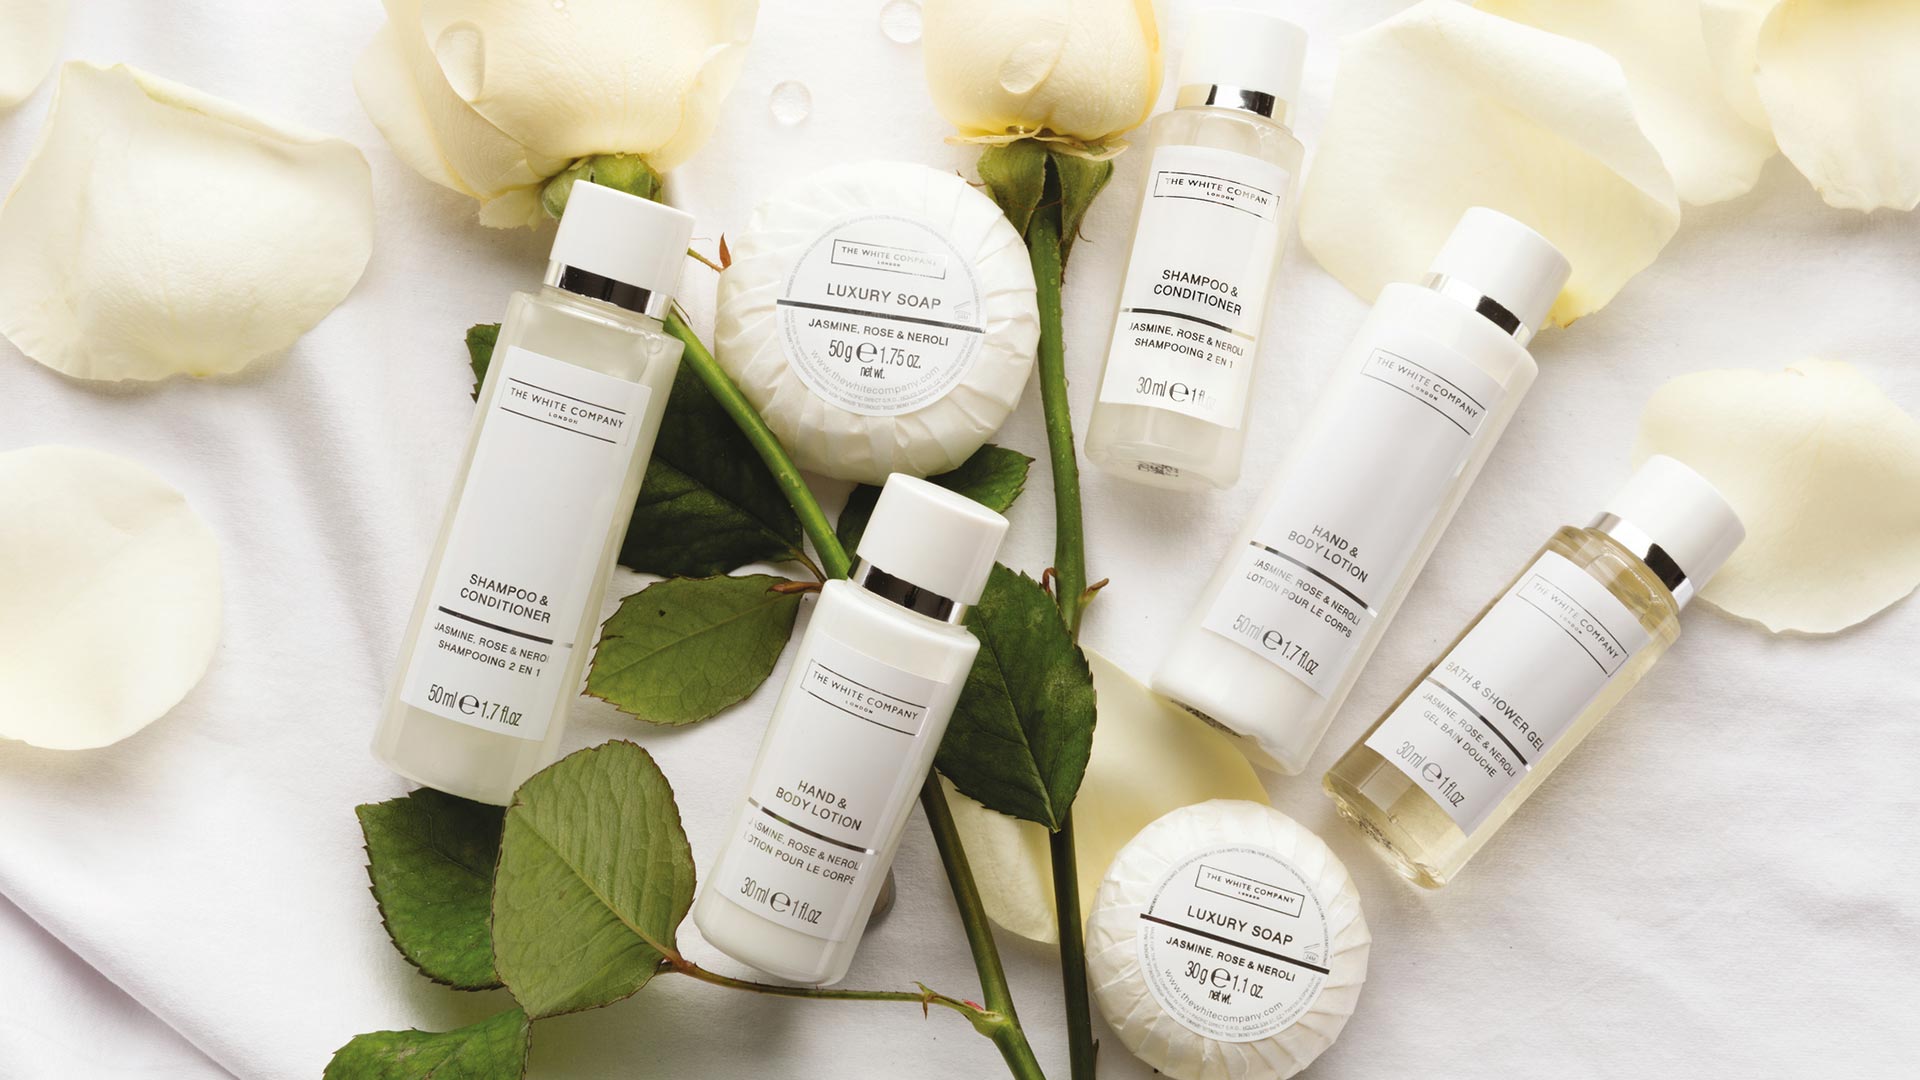 THE WHITE COMPANY
LONDON
SHAMPOO &
CONDITIONER
JASMINE, ROSE & NERO
SHAMPOOING 2 EN 1
50 ml e 1.7 fl.oz
THE WHITE COMPANY
LONDON
LUXURY SOAP
JASMINE, ROSE & NEROLI
50 g e 1.75 oz.
net wt.
www.thewhitecompany.com
THE WHITE COMPANY
LONDON
HAND &
BODY LOTION
JASMINE, ROSE & NEROLI
LOTION POUR LE CORPS
30 ml e 1 fl.oz
THE WHITE COMPANY
LONDON
SHAMPOO &
CONDITIONER
JASMINE, ROSE & NEROLI
SHAMPOOING 2 EN 1
30 ml e 1 fl.oz
THE WHITE COMPANY
LONDON
HAND &
BODY LOTION
JASMINE, ROSE & NEROLI
LOTION POUR LE CORPS
50 ml e 1.7 fl.oz
THE WHITE COMPANY
LONDON
BATH & SHOWER GEL
JASMINE, ROSE & NEROLI
GEL BAIN DOUCHE
30 ml e 1 fl.oz
THE WHITE COMPANY
LONDON
LUXURY SOAP
JASMINE, ROSE & NEROLI
30 g e 1.1 oz.
net wt.
www.thewhitecompany.com